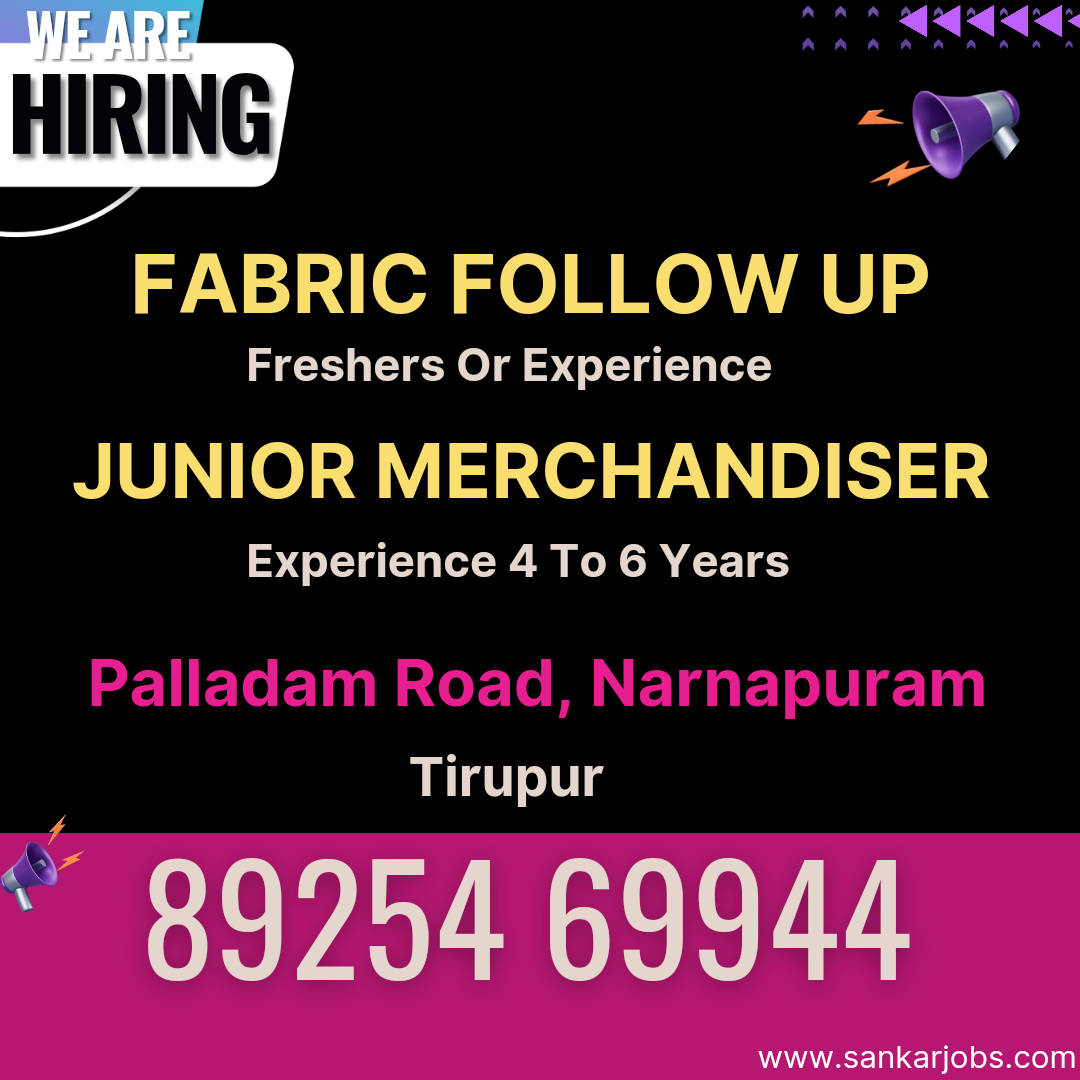 WE ARE
HIRING
FABRIC FOLLOW UP
Freshers Or Experience
JUNIOR MERCHANDISER
Experience 4 To 6 Years
Palladam Road, Narnapuram
Tirupur
89254 69944
www.sankarjobs.com